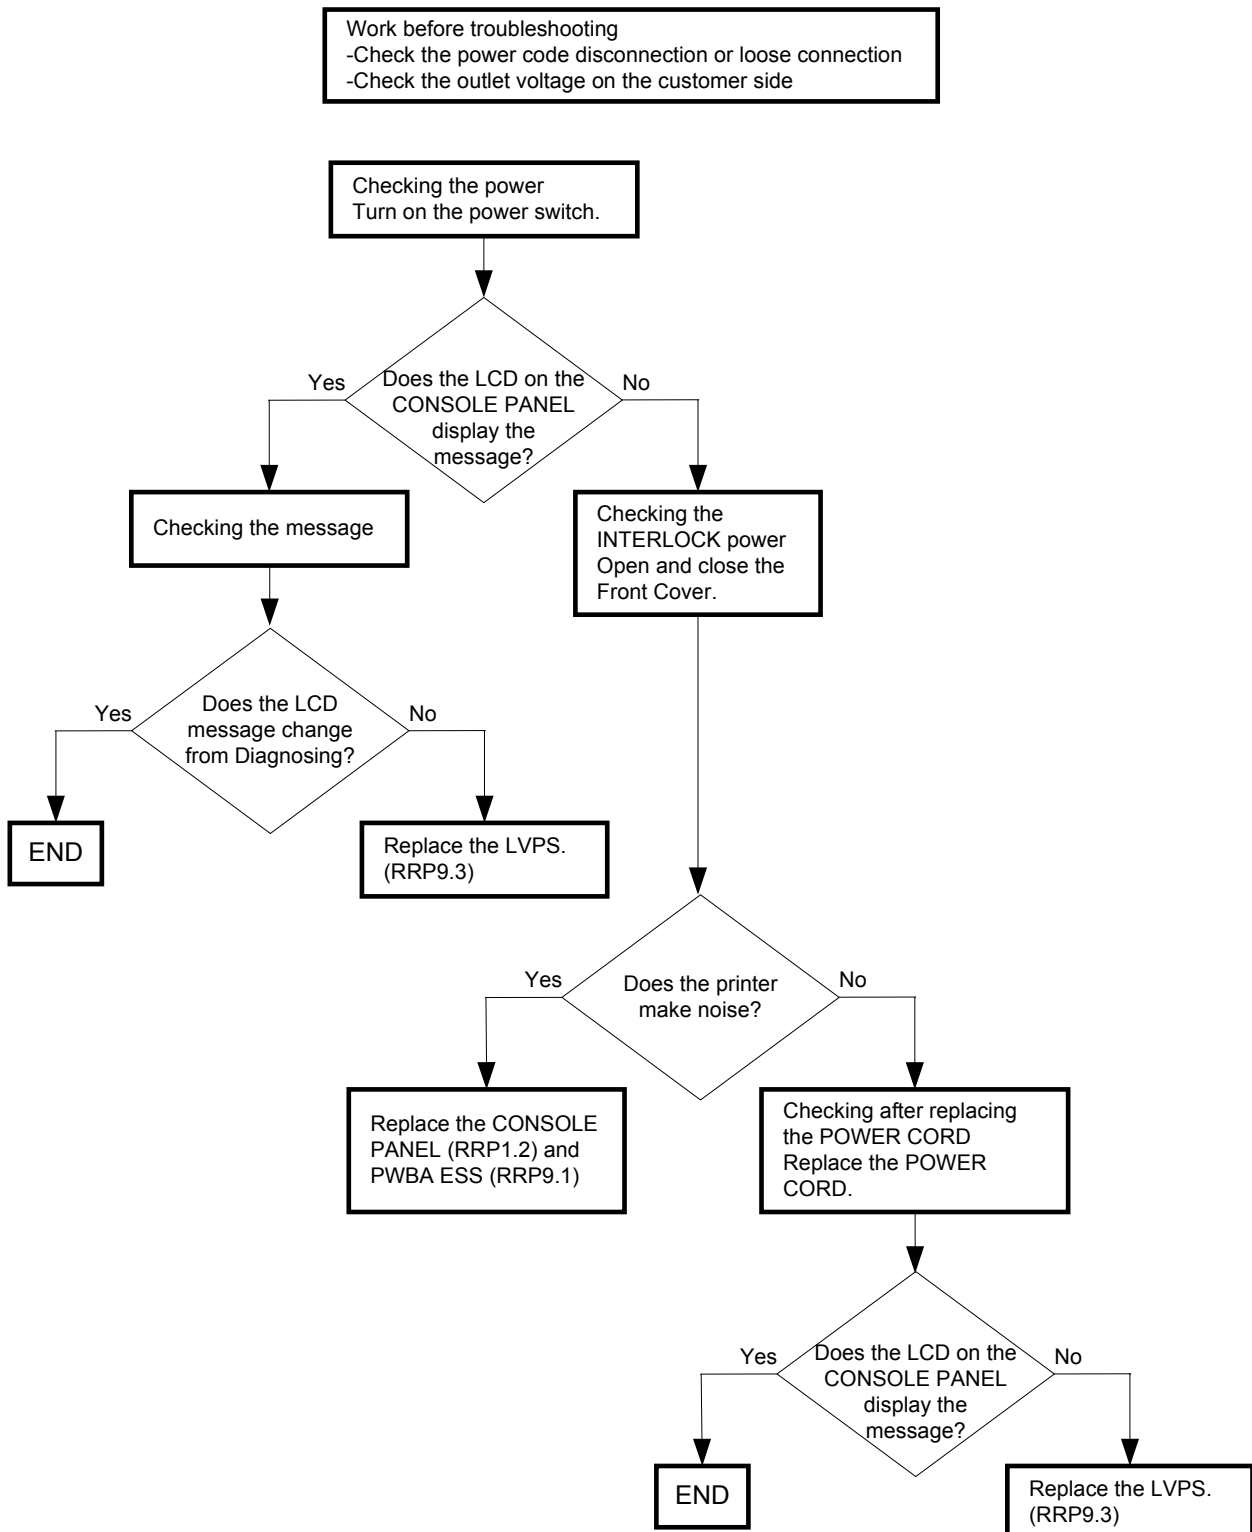 Work before troubleshooting
-Check the power code disconnection or loose connection
-Check the outlet voltage on the customer side
Checking the power
Turn on the power switch.
Yes
Does the LCD on the
CONSOLE PANEL
display the
message?
No
Checking the message
Checking the
INTERLOCK power
Open and close the
Front Cover.
Yes
Does the LCD
message change
from Diagnosing?
No
END
Replace the LVPS.
(RRP9.3)
Yes
Does the printer
make noise?
No
Replace the CONSOLE
PANEL (RRP1.2) and
PWBA ESS (RRP9.1)
Checking after replacing
the POWER CORD
Replace the POWER
CORD.
Yes
Does the LCD on the
CONSOLE PANEL
display the
message?
No
END
Replace the LVPS.
(RRP9.3)